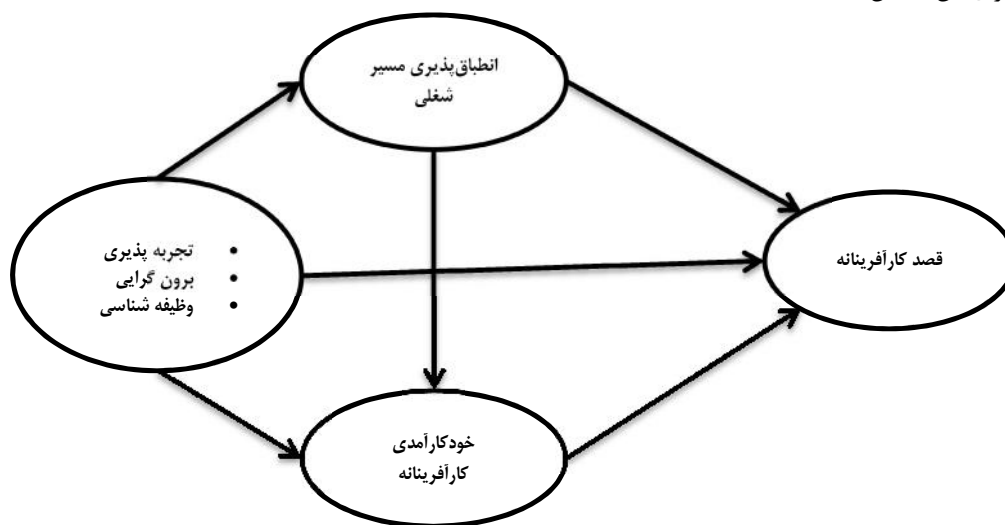 انطباق‌پذیری مسیر
شغلی
تجربه پذیری
برون گرایی
وظیفه شناسی
قصد کارآفرینانه
خودکارآمدی
کارآفرینانه